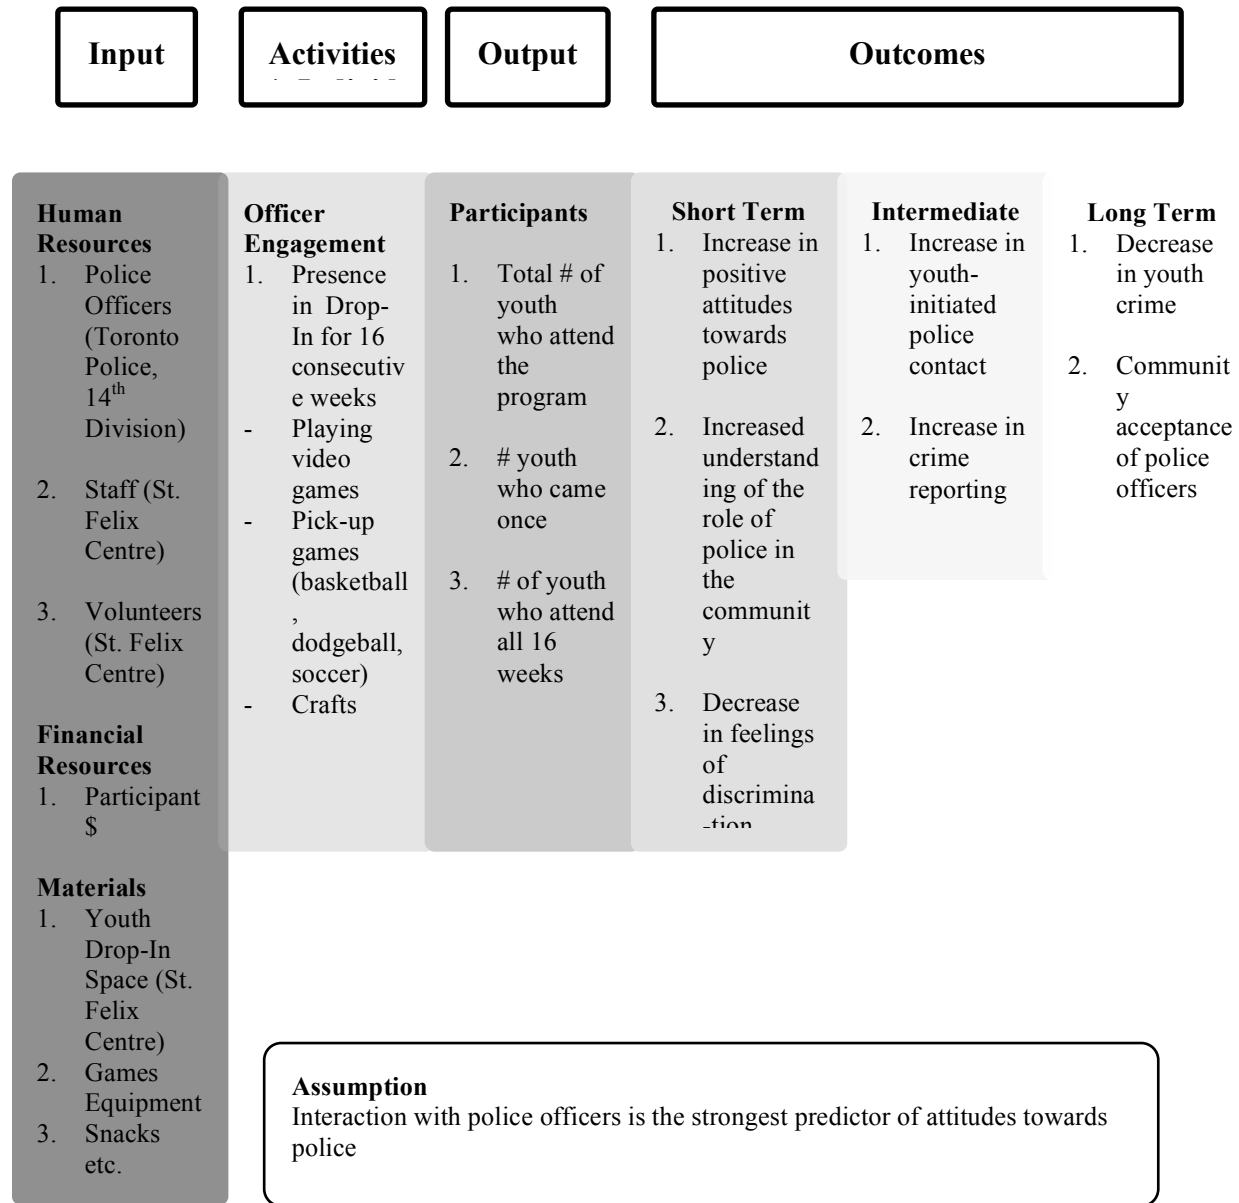 Input
Activities
Output
Outcomes
Human
Resources
1. Police
Officers
(Toronto
Police,
14th
Division)
2. Staff (St.
Felix
Centre)
3. Volunteers
(St. Felix
Centre)
Financial
Resources
1. Participant
$
Materials
1. Youth
Drop-In
Space (St.
Felix
Centre)
2. Games
Equipment
3. Snacks
etc.
Officer
Engagement
1. Presence
in Drop-
In for 16
consecutiv
e weeks
- Playing
video
games
- Pick-up
games
(basketball
,
dodgeball,
soccer)
- Crafts
Participants
1. Total # of
youth
who attend
the
program
2. # youth
who came
once
3. # of youth
who attend
all 16
weeks
Short Term
1. Increase in
positive
attitudes
towards
police
2. Increased
understand
ing of the
role of
police in
the
communit
y
3. Decrease
in feelings
of
discrimina
-tion
Intermediate
1. Increase in
youth-
initiated
police
contact
2. Increase in
crime
reporting
Long Term
1. Decrease
in youth
crime
2. Communit
y
acceptance
of police
officers
Assumption
Interaction with police officers is the strongest predictor of attitudes towards
police